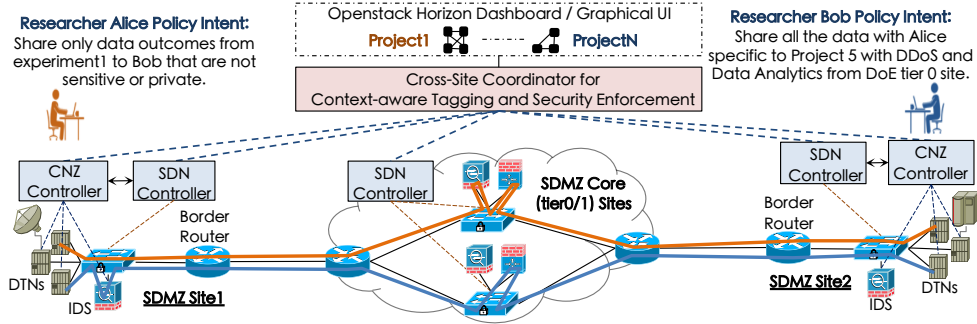 Researcher Alice Policy Intent:
Share only data outcomes from
experiment1 to Bob that are not
sensitive or private.
Openstack Horizon Dashboard / Graphical UI
Project1
ProjectN
Cross-Site Coordinator for
Context-aware Tagging and Security Enforcement
Researcher Bob Policy Intent:
Share all the data with Alice
specific to Project 5 with DDoS and
Data Analytics from DoE tier 0 site.
CNZ
Controller
SDN
Controller
SDN
Controller
SDMZ Core
(tier0/1) Sites
SDN
Controller
CNZ
Controller
Border
Router
Border
Router
DTNs
IDS
SDMZ Site1
SDMZ Site2
IDS
DTNs